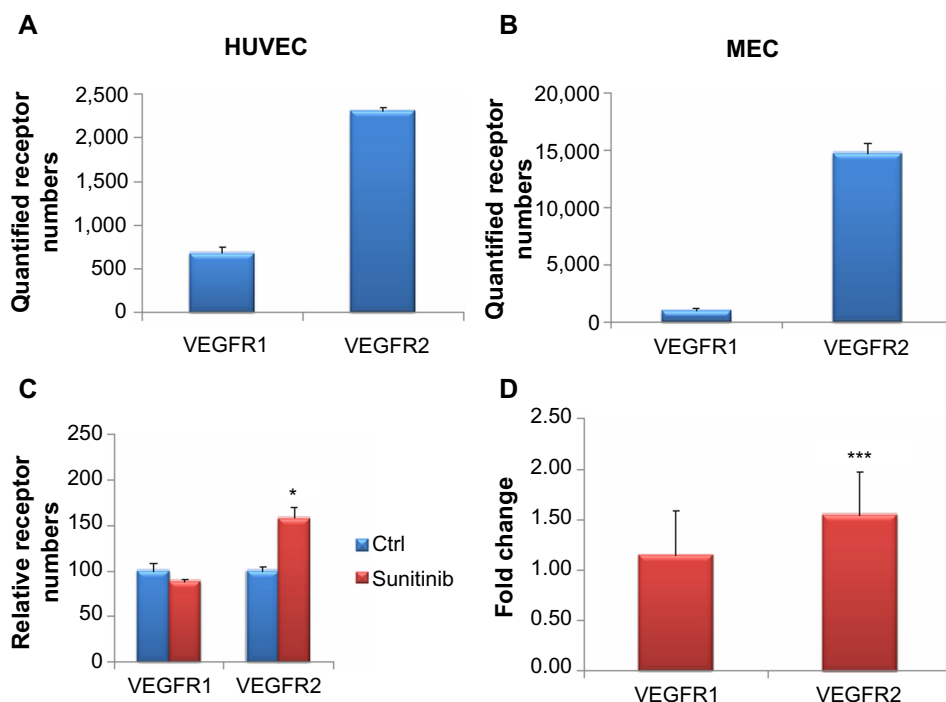 A
HUVEC
Quantified receptor
numbers
2,500
2,000
1,500
1,000
500
0
VEGFR1
VEGFR2
B
MEC
Quantified receptor
numbers
20,000
15,000
10,000
5,000
0
VEGFR1
VEGFR2
C
Relative receptor
numbers
250
200
150
100
50
0
*
VEGFR1
VEGFR2
Ctrl
Sunitinib
D
Fold change
2.50
2.00
1.50
1.00
0.50
0.00
***
VEGFR1
VEGFR2